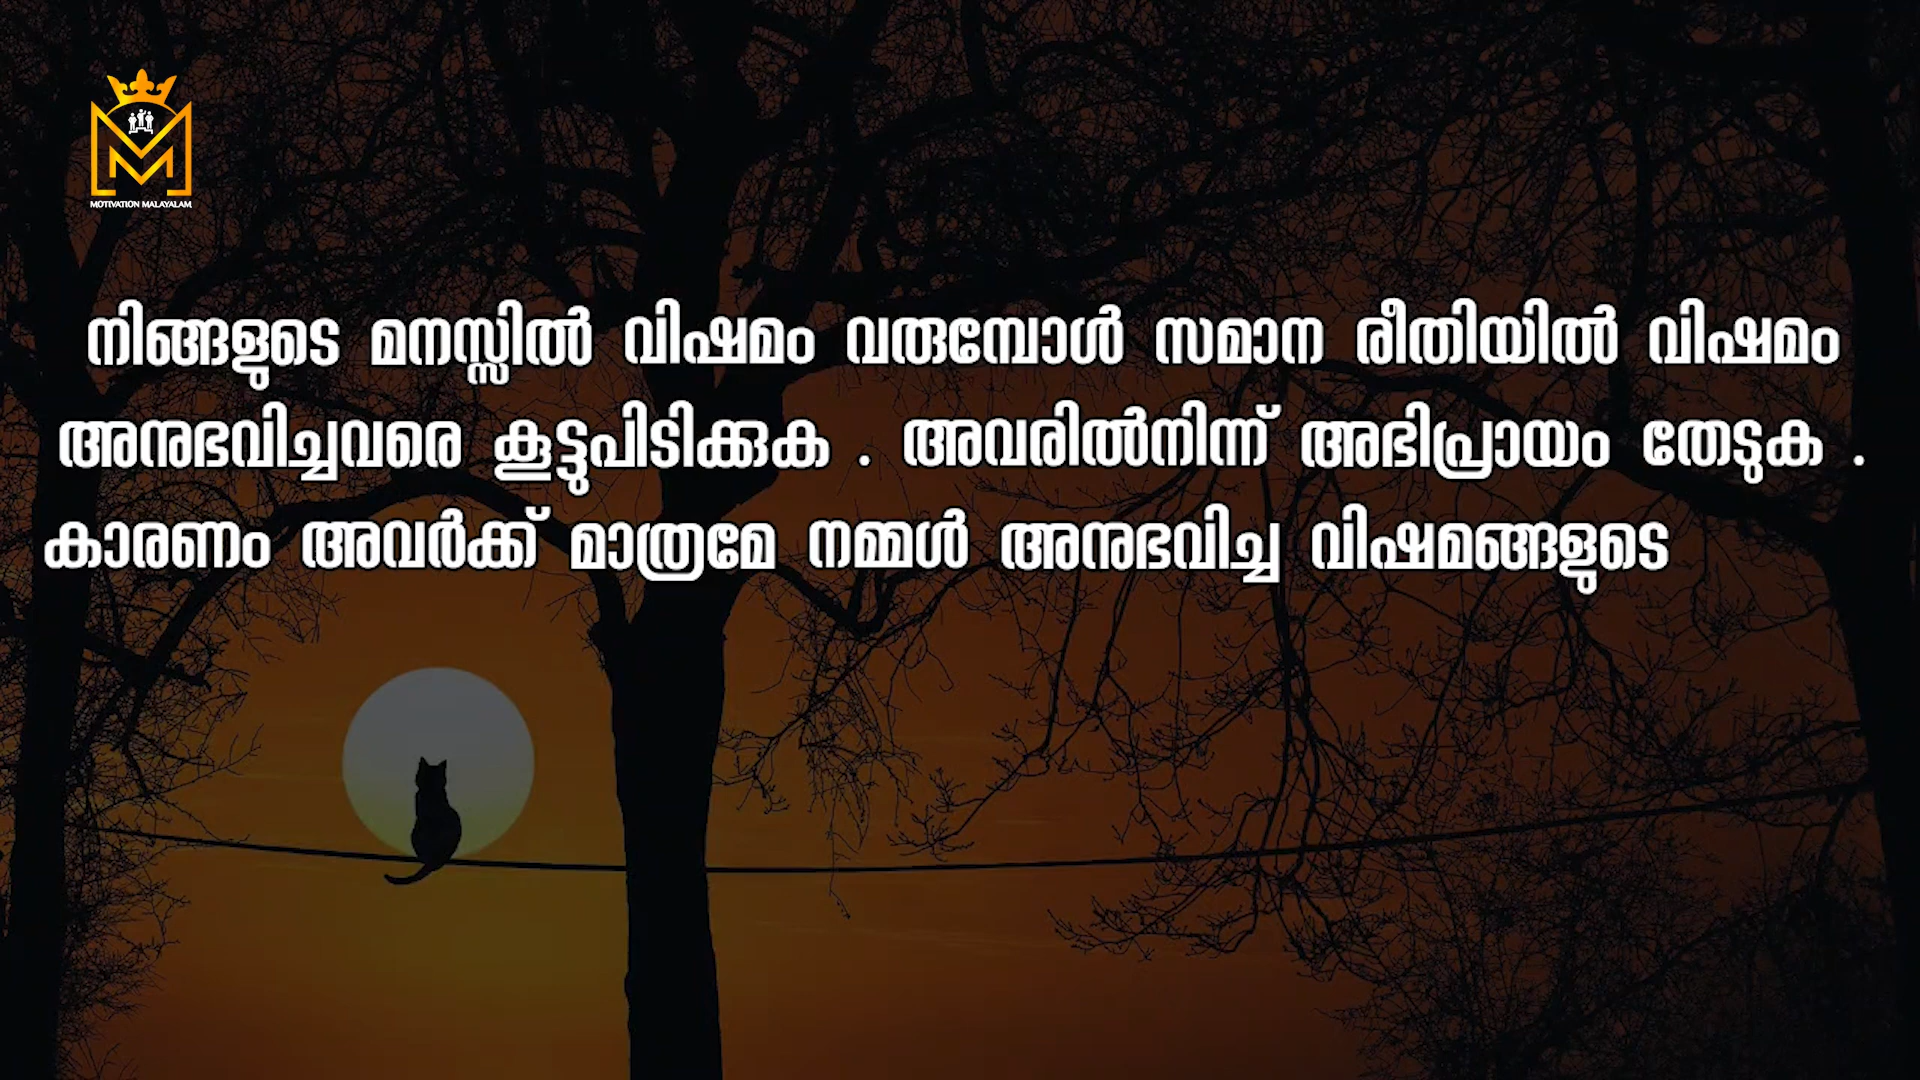 MOTIVATION MALAYALAM
നിങ്ങളുടെ മനസ്സിൽ വിഷമം വരുമ്പോൾ സമാന രീതിയിൽ വിഷമം
അനുഭവിച്ചവരെ കൂട്ടുപിടിക്കുക . അവരിൽനിന്ന് അഭിപ്രായം തേടുക .
കാരണം അവർക്ക് മാത്രമേ നമ്മൾ അനുഭവിച്ച വിഷമങ്ങളുടെ